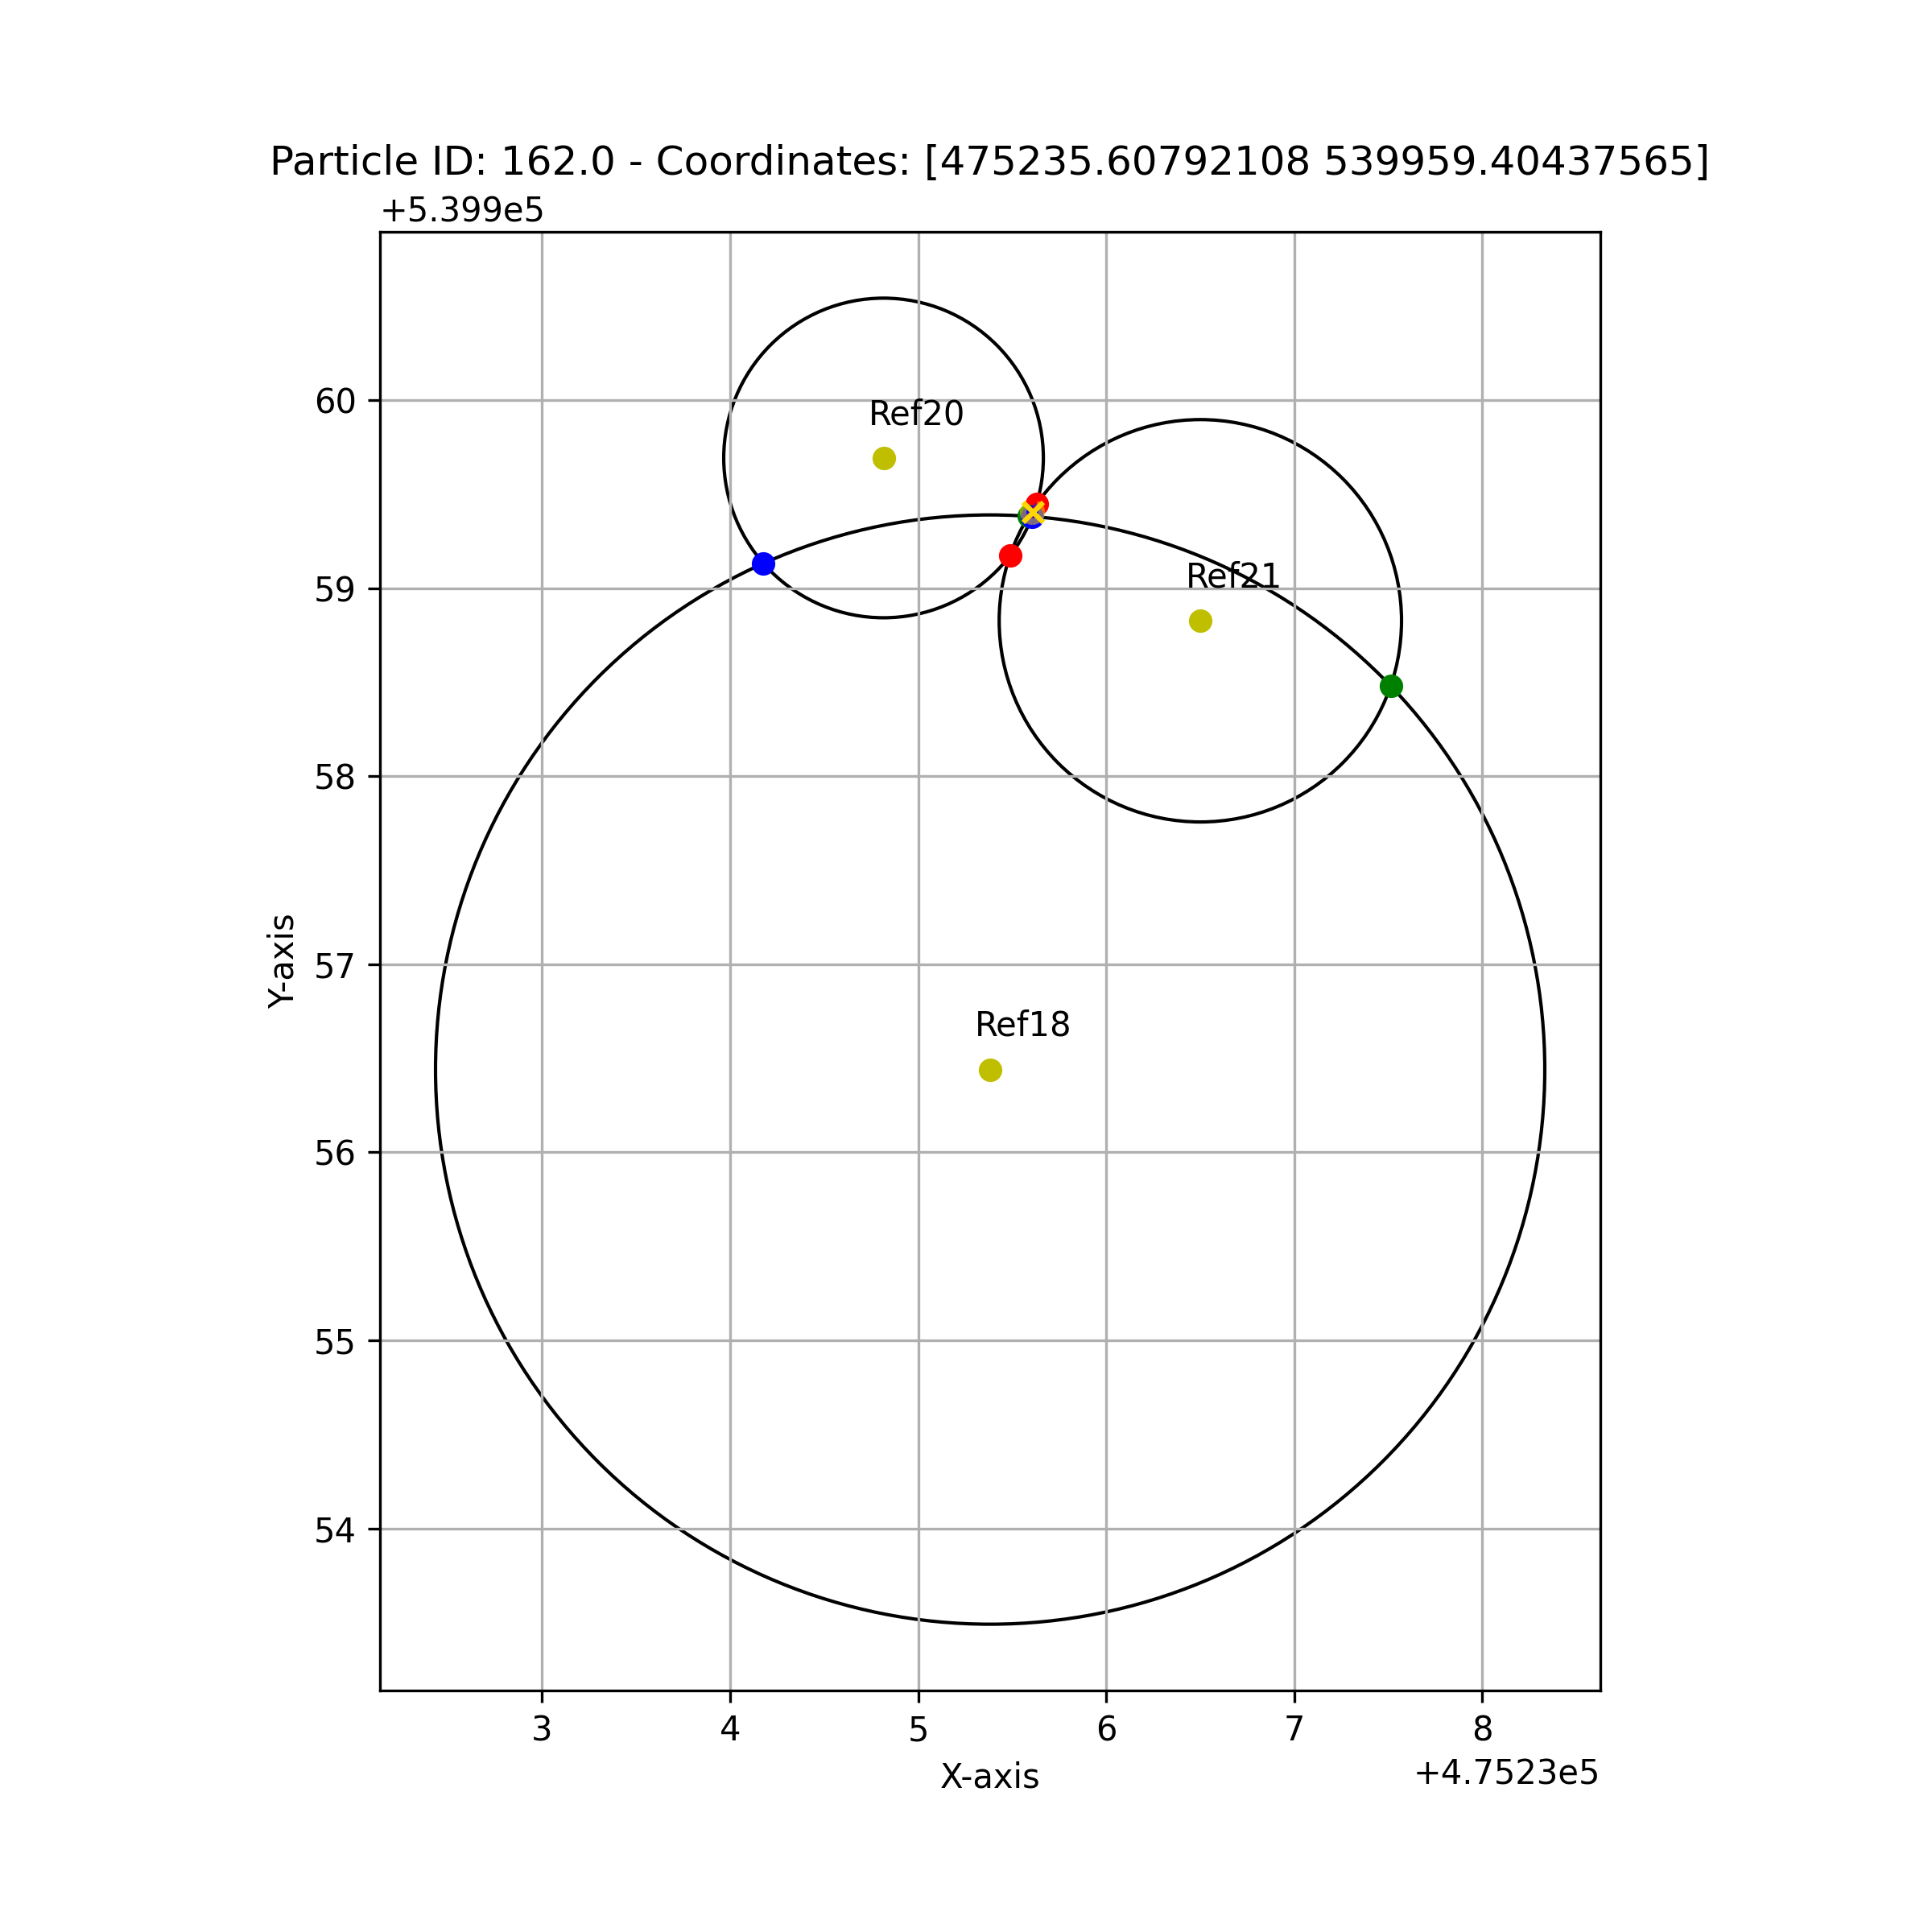 Particle ID: 162.0 - Coordinates: [475235.60792108 539959.40437565]
+5.399e5
60
Ref20
59
Ref21
58
57
Y-axis
Ref18
56
55
54
3 4 5 6 7 8
X-axis
+4.7523e5